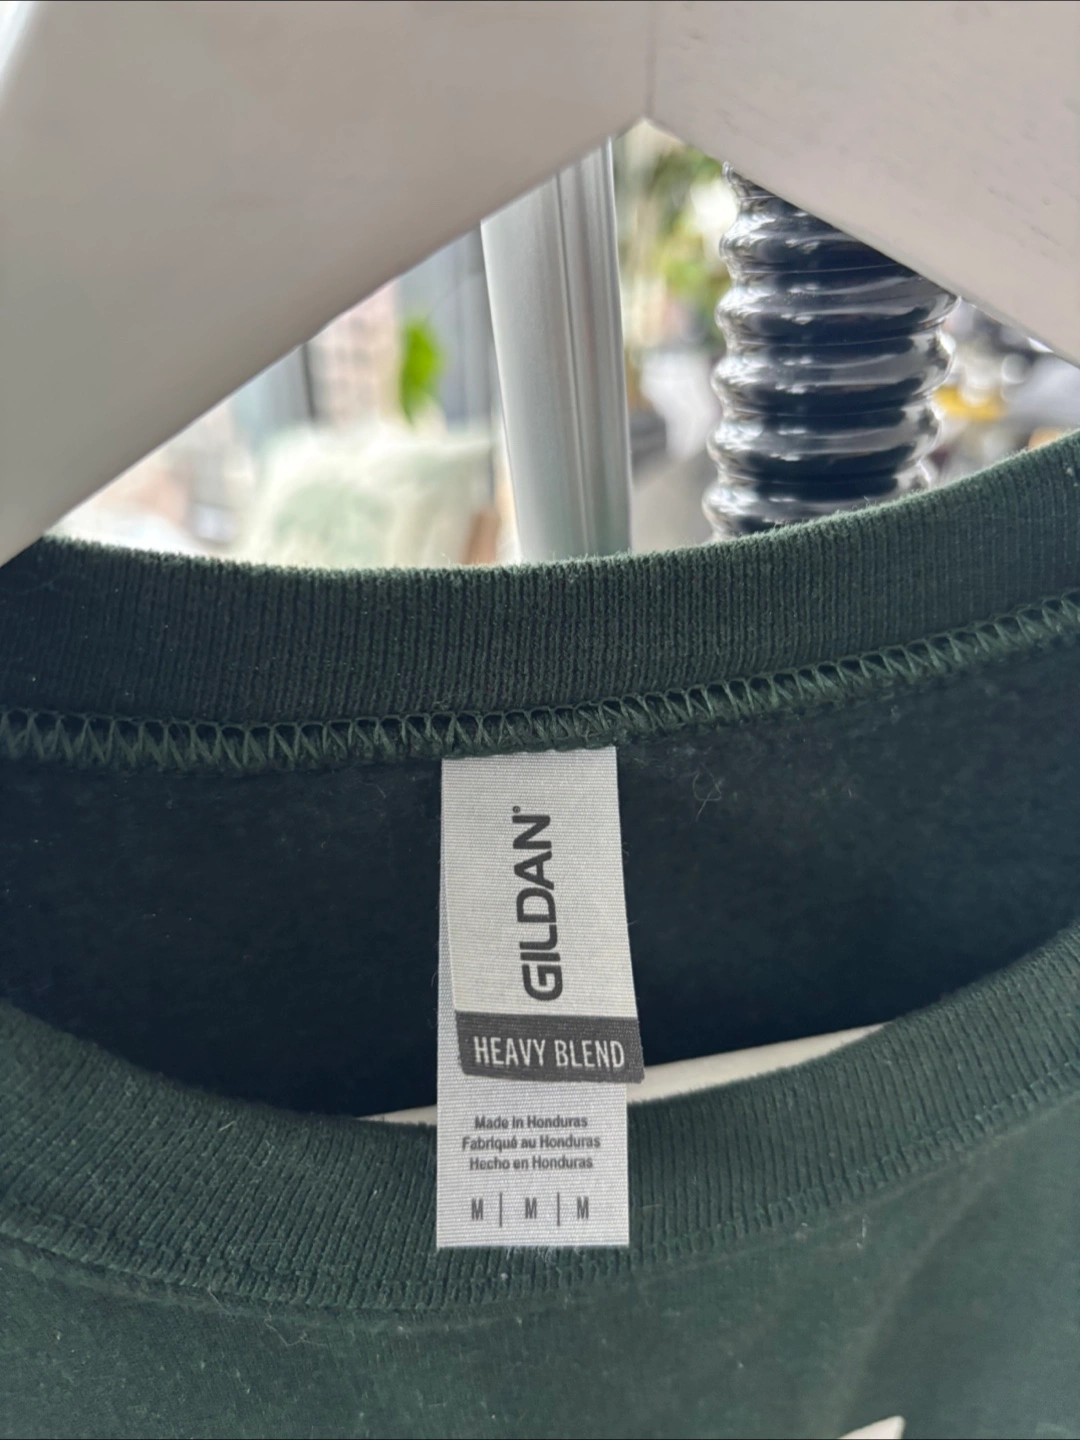 GILDAN®
HEAVY BLEND
Made in Honduras
Fabriqué au Honduras
Hecho en Honduras
M | M | M